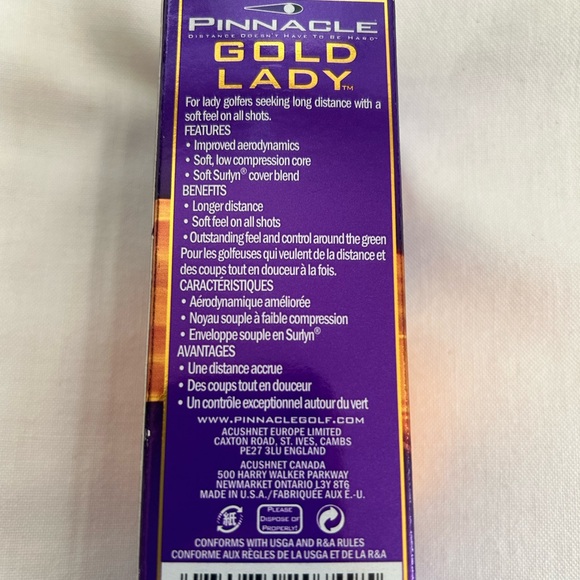 PINNACLE
DISTANCE DOESN'T HAVE TO BE HARD™
GOLD
LADY™
For lady golfers seeking long distance with a
soft feel on all shots.
FEATURES
• Improved aerodynamics
• Soft, low compression core
• Soft Surlyn® cover blend
BENEFITS
• Longer distance
• Soft feel on all shots
• Outstanding feel and control around the green
Pour les golfeuses qui veulent de la distance et
des coups tout en douceur à la fois.
CARACTÉRISTIQUES
• Aérodynamique améliorée
• Noyau souple à faible compression
• Enveloppe souple en Surlyn®
AVANTAGES
• Une distance accrue
• Des coups tout en douceur
• Un contrôle exceptionnel autour du vert
WWW.PINNACLEGOLF.COM
ACUSHNET EUROPE LIMITED
CAXTON ROAD, ST. IVES, CAMBS
PE27 3LU ENGLAND
ACUSHNET CANADA
500 HARRY WALKER PARKWAY
NEWMARKET ONTARIO L3Y 8T6
MADE IN U.S.A./FABRIQUÉE AUX É.-U.
紙
PLEASE
DISPOSE OF
PROPERLY!
CONFORMS WITH USGA AND R&A RULES
CONFORME AUX RÈGLES DE LA USGA ET DE LA R&A